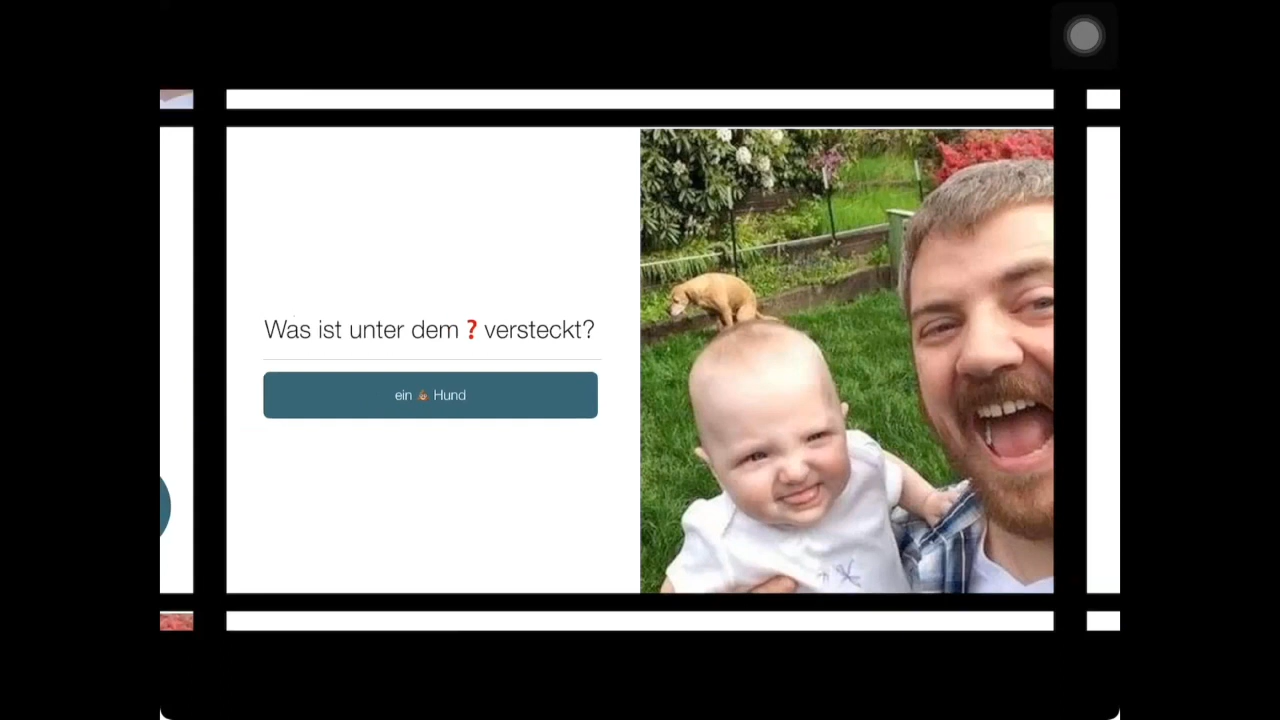 Was ist unter dem ❓ versteckt?
ein 💩 Hund